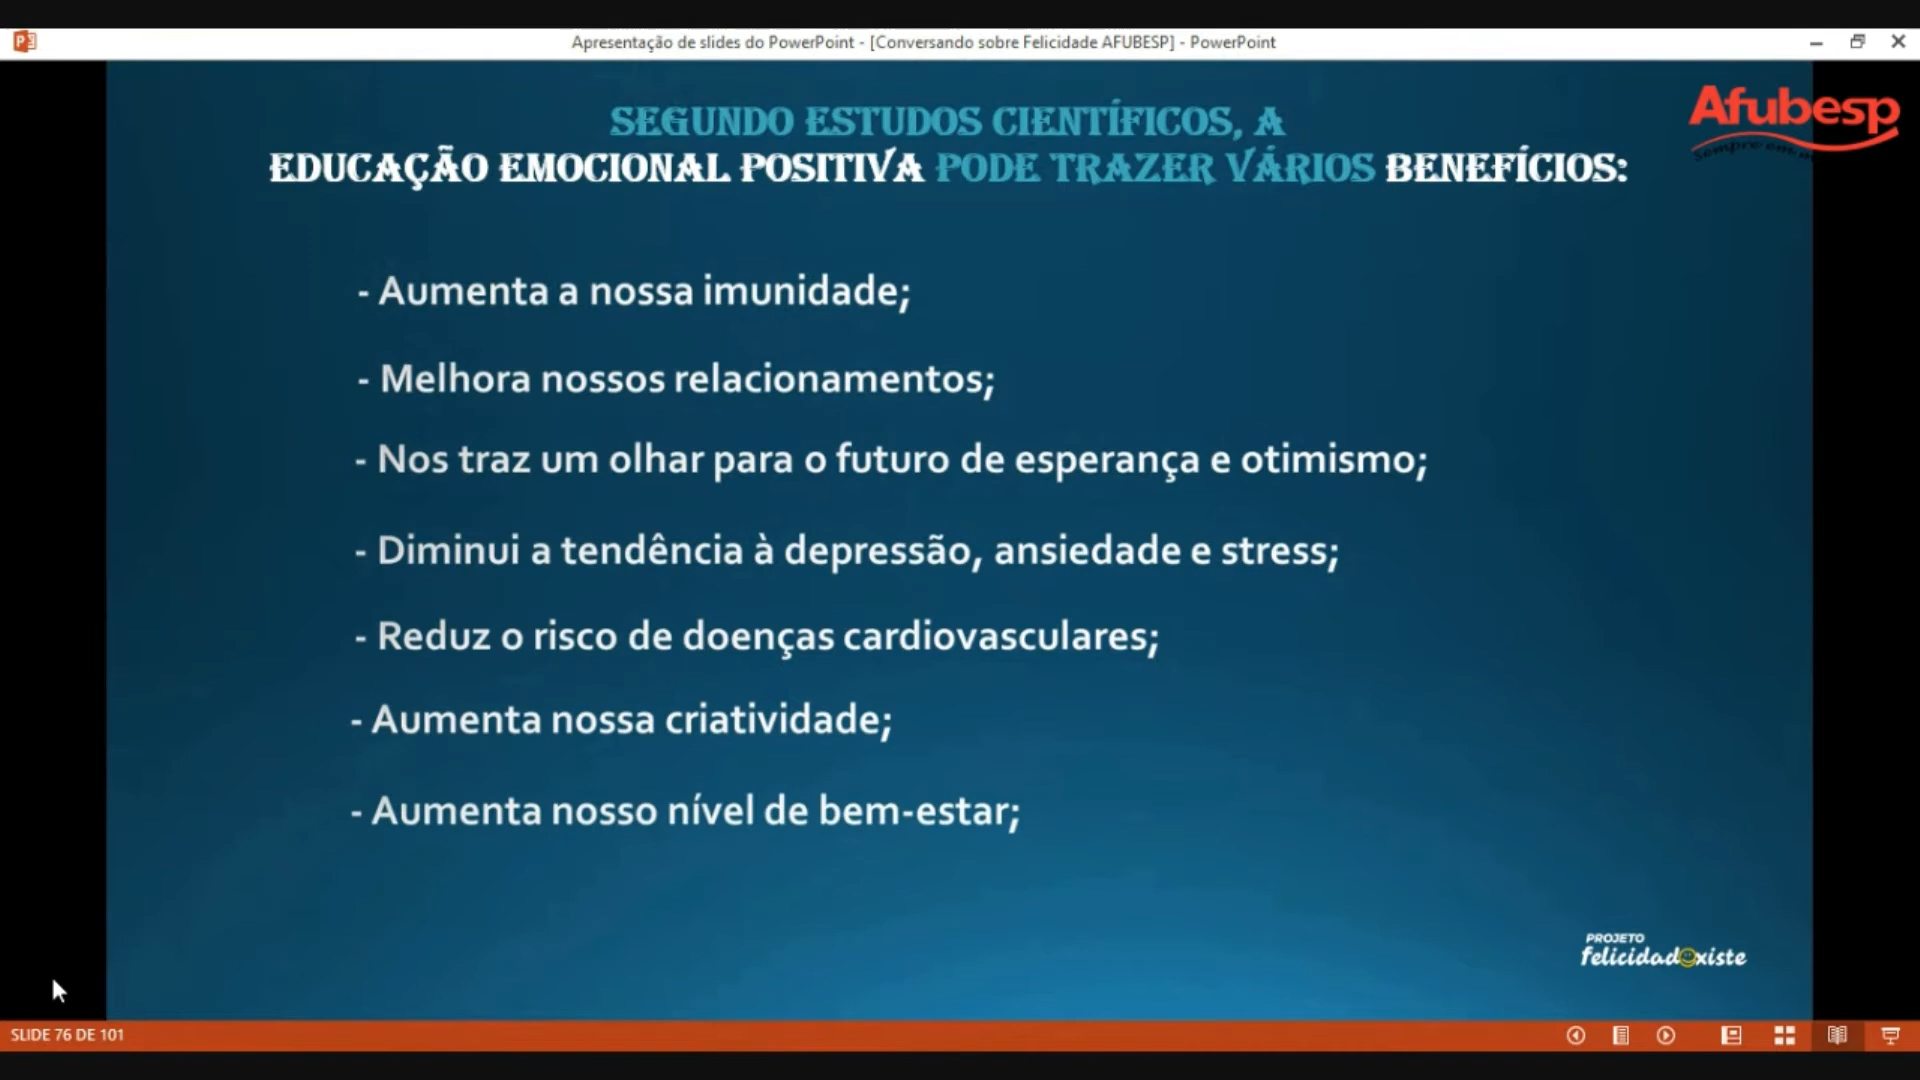 Apresentação de slides do PowerPoint - [Conversando sobre Felicidade AFUBESP] - PowerPoint
Afubesp
SEGUNDO ESTUDOS CIENTÍFICOS, A
EDUCAÇÃO EMOCIONAL POSITIVA PODE TRAZER VÁRIOS BENEFÍCIOS:
- Aumenta a nossa imunidade;
- Melhora nossos relacionamentos;
- Nos traz um olhar para o futuro de esperança e otimismo;
- Diminui a tendência à depressão, ansiedade e stress;
- Reduz o risco de doenças cardiovasculares;
- Aumenta nossa criatividade;
- Aumenta nosso nível de bem-estar;
PROJETO
felicidadexiste
SLIDE 76 DE 101